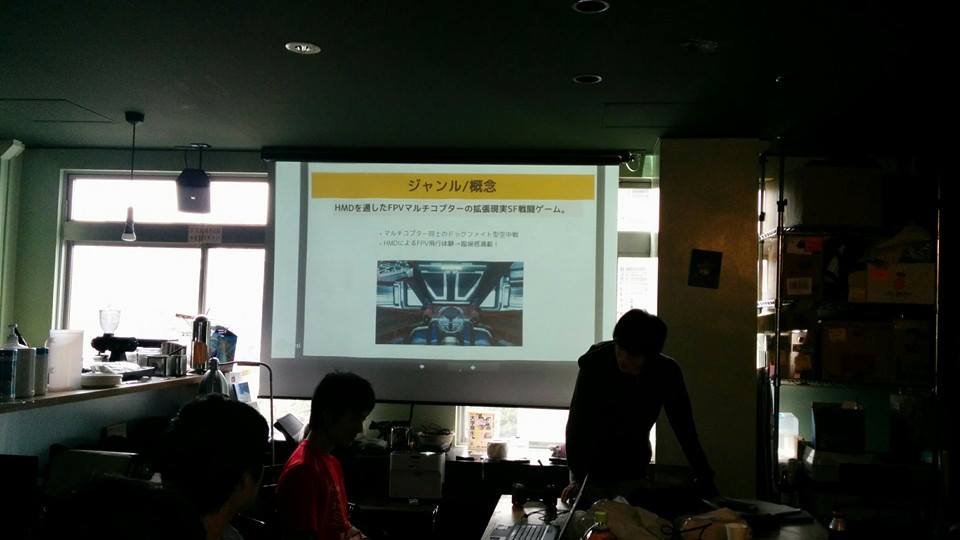 ジャンル/概念
HMDを通したFPVマルチコプターの拡張現実SF戦闘ゲーム。
・マルチコプター同士のドッグファイト型空中戦
・HMDによるFPV飛行体験→臨場感満載！